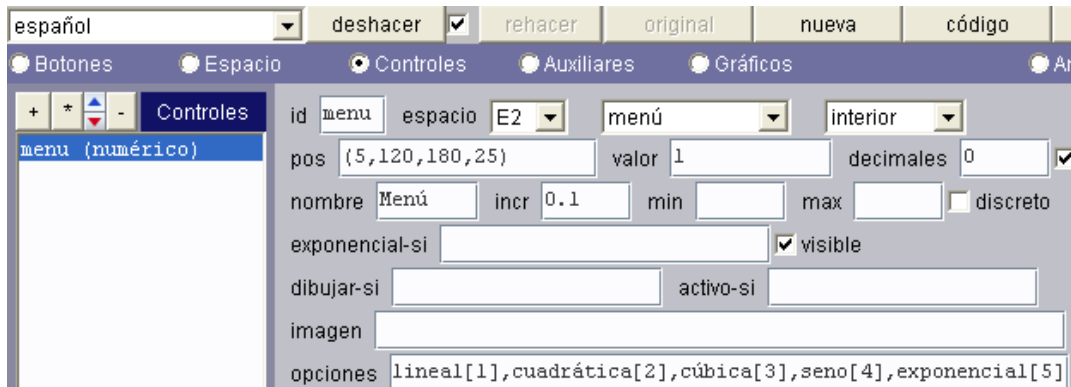 español deshacer rehacer original nueva código
Botones Espacio Controles Auxiliares Gráficos
+ * - Controles
menu (numérico)
id menu espacio E2 menú interior
pos (5,120,180,25) valor 1 decimales 0
nombre Menú incr 0.1 min max discreto
exponencial-si visible
dibujar-si activo-si
imagen
opciones lineal[1],cuadrática[2],cúbica[3],seno[4],exponencial[5]